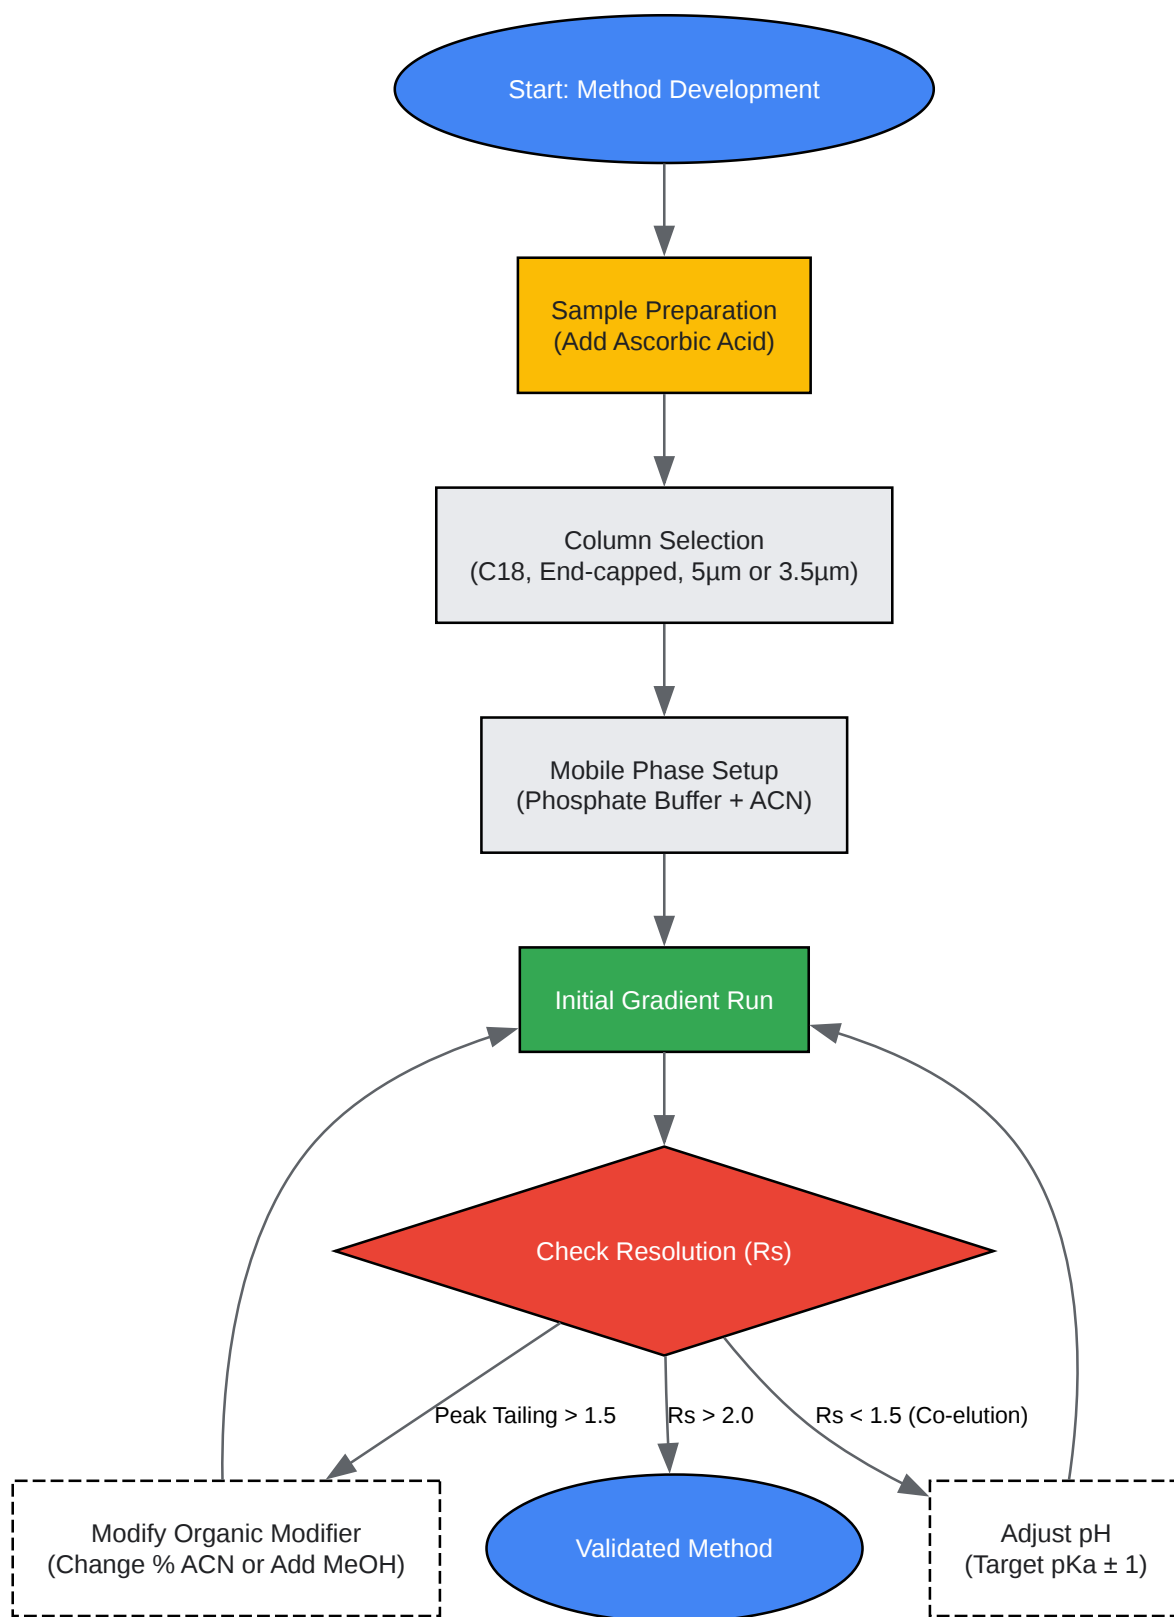 Start: Method Development
Sample Preparation
(Add Ascorbic Acid)
Column Selection
(C18, End-capped, 5µm or 3.5µm)
Mobile Phase Setup
(Phosphate Buffer + ACN)
Initial Gradient Run
Check Resolution (Rs)
Peak Tailing > 1.5
Rs > 2.0
Rs < 1.5 (Co-elution)
Modify Organic Modifier
(Change % ACN or Add MeOH)
Validated Method
Adjust pH
(Target pKa ± 1)